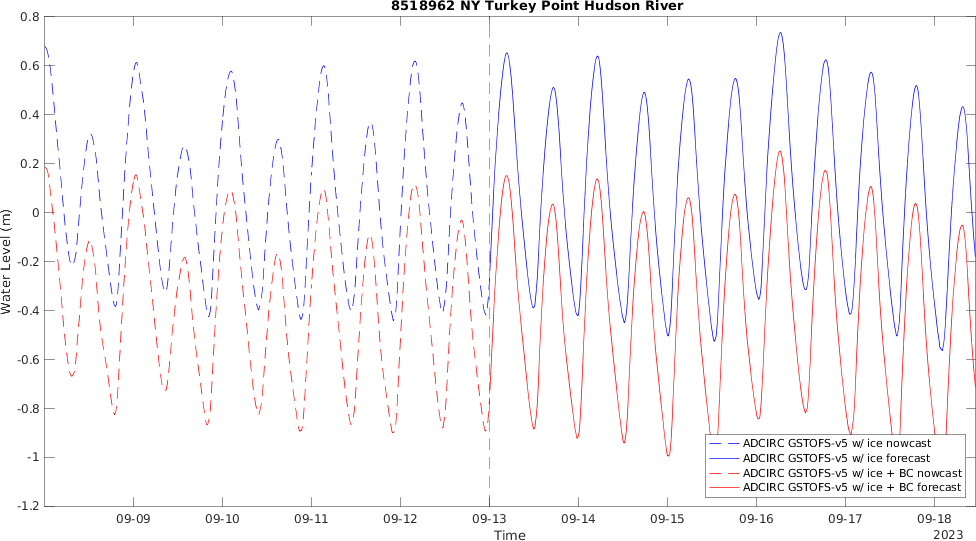 8518962 NY Turkey Point Hudson River
0.8
0.6
0.4
0.2
0
-0.2
-0.4
-0.6
-0.8
-1
-1.2
Water Level (m)
ADCIRC GSTOFS-v5 w/ ice nowcast
ADCIRC GSTOFS-v5 w/ ice forecast
ADCIRC GSTOFS-v5 w/ ice + BC nowcast
ADCIRC GSTOFS-v5 w/ ice + BC forecast
09-09 09-10 09-11 09-12 09-13 09-14 09-15 09-16 09-17 09-18
Time 2023